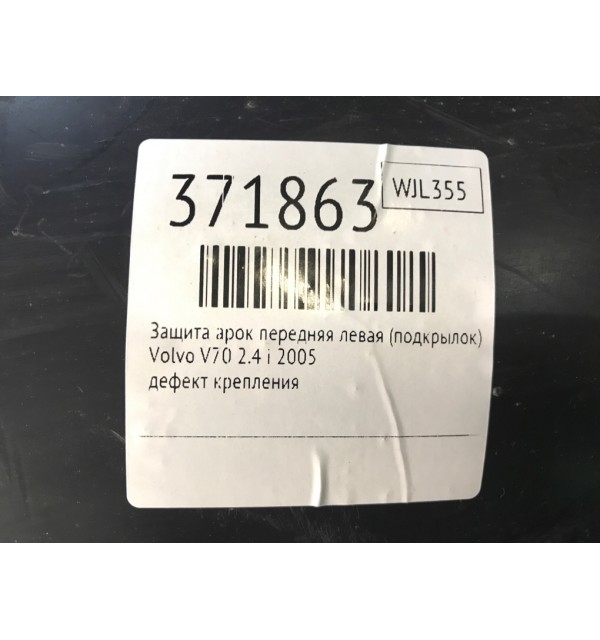 371863
WJL355
Защита арок передняя левая (подкрылок)
Volvo V70 2.4 i 2005
дефект крепления